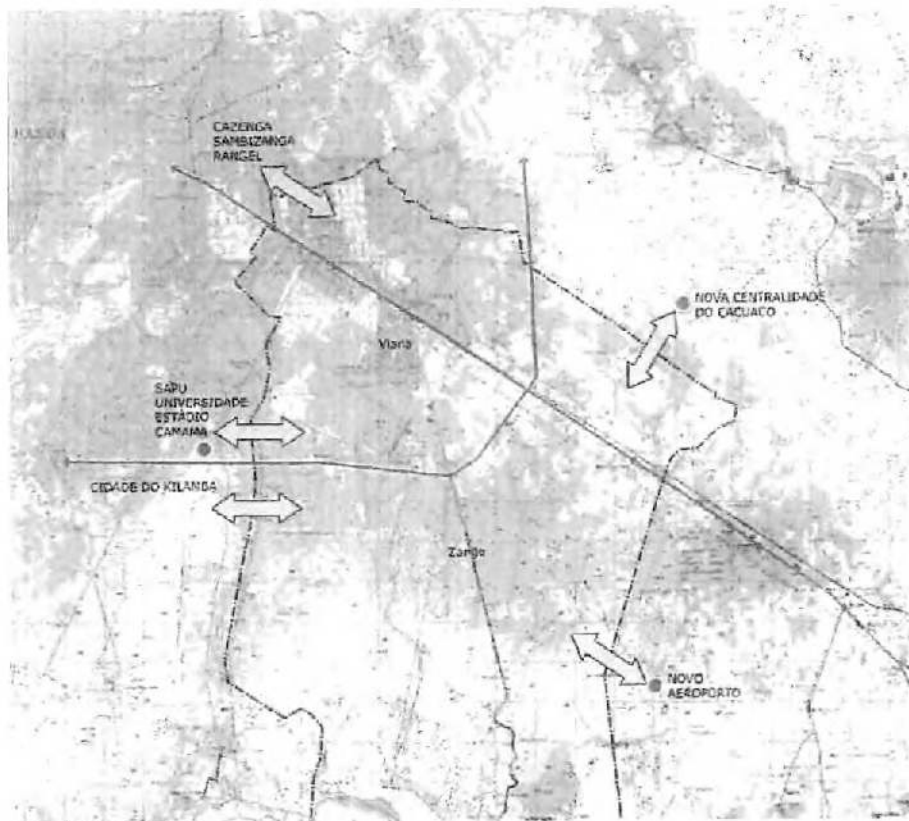 CAZENGA
SAMBIZANGA
RANGEL
NOVA CENTRALIDADE
DO CACUACO
Viana
SAPU
UNIVERSIDADE
ESTÁDIO
CAMAMA
CIDADE DO KILAMBA
Zango
NOVO
AEROPORTO